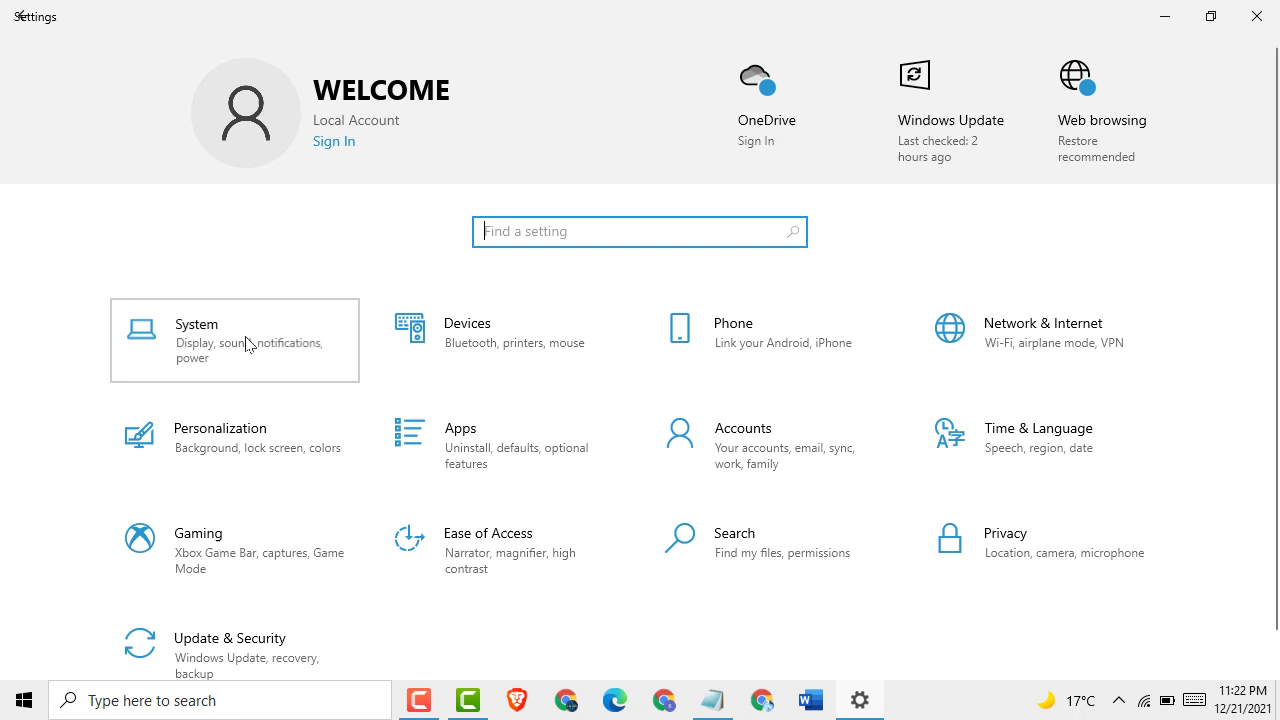 Settings
WELCOME
Local Account
Sign In
OneDrive
Sign In
Windows Update
Last checked: 2
hours ago
Web browsing
Restore
recommended
Find a setting
System
Display, sound, notifications,
power
Devices
Bluetooth, printers, mouse
Phone
Link your Android, iPhone
Network & Internet
Wi-Fi, airplane mode, VPN
Personalization
Background, lock screen, colors
Apps
Uninstall, defaults, optional
features
Accounts
Your accounts, email, sync,
work, family
Time & Language
Speech, region, date
Gaming
Xbox Game Bar, captures, Game
Mode
Ease of Access
Narrator, magnifier, high
contrast
Search
Find my files, permissions
Privacy
Location, camera, microphone
Update & Security
Windows Update, recovery,
backup
Type here to search
17°C
11:22 PM
12/21/2021